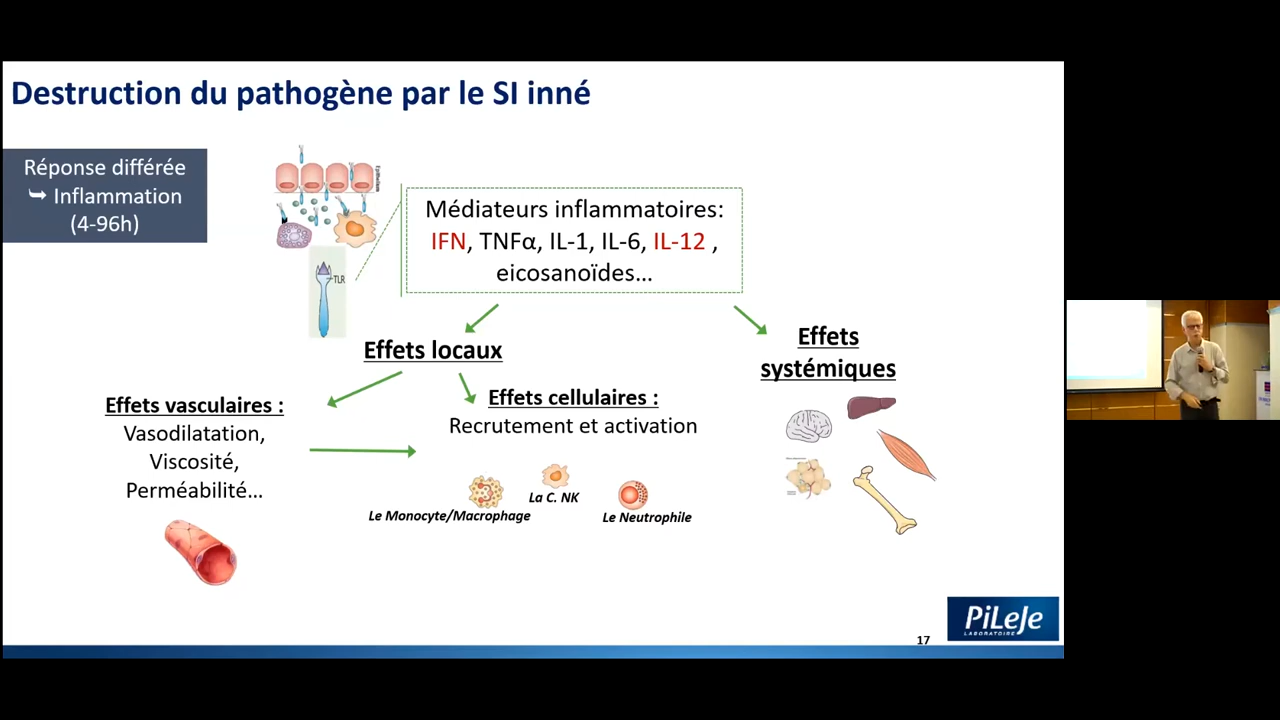 Destruction du pathogène par le SI inné
Réponse différée
➥ Inflammation
(4-96h)
Epithelium
TLR
Médiateurs inflammatoires:
IFN, TNFα, IL-1, IL-6, IL-12 ,
eicosanoïdes...
Effets locaux
Effets
systémiques
Effets vasculaires :
Vasodilatation,
Viscosité,
Perméabilité...
Effets cellulaires :
Recrutement et activation
Le Monocyte/Macrophage
La C. NK
Le Neutrophile
PiLeJe
LABORATOIRE
17